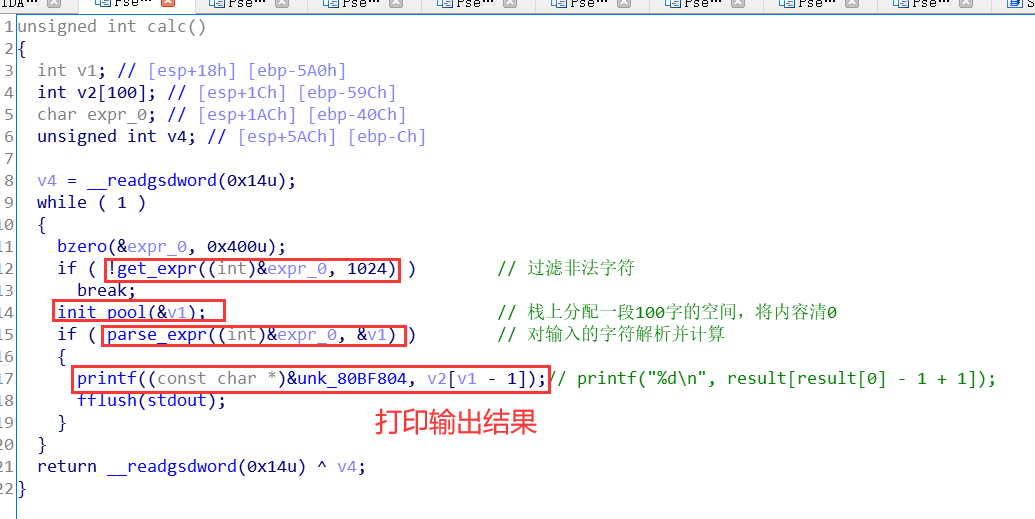 IDA… Pse… Pse… Pse… Pse… Pse… Pse… Pse… Pse…
1 unsigned int calc()
2 {
3 int v1; // [esp+18h] [ebp-5A0h]
4 int v2[100]; // [esp+1Ch] [ebp-59Ch]
5 char expr_0; // [esp+1ACh] [ebp-40Ch]
6 unsigned int v4; // [esp+5ACh] [ebp-Ch]
7
8 v4 = __readgsdword(0x14u);
9 while ( 1 )
10 {
11 bzero(&expr_0, 0x400u);
12 if ( !get_expr((int)&expr_0, 1024) ) // 过滤非法字符
13 break;
14 init_pool(&v1); // 栈上分配一段100字的空间，将内容清0
15 if ( parse_expr((int)&expr_0, &v1) ) // 对输入的字符解析并计算
16 {
17 printf((const char *)&unk_80BF804, v2[v1 - 1]);// printf("%d\n", result[result[0] - 1 + 1]);
18 fflush(stdout);
19 }
打印输出结果
20 }
21 return __readgsdword(0x14u) ^ v4;
22 }